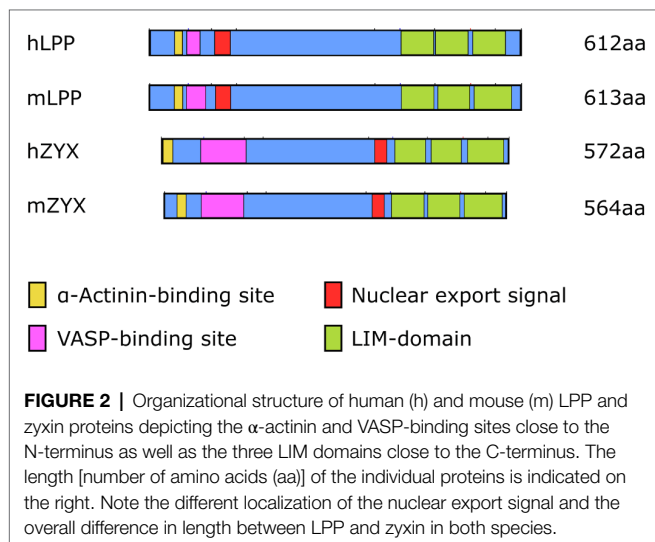 hLPP 612aa
mLPP 613aa
hZYX 572aa
mZYX 564aa
α-Actinin-binding site Nuclear export signal
VASP-binding site LIM-domain
FIGURE 2 | Organizational structure of human (h) and mouse (m) LPP and
zyxin proteins depicting the α-actinin and VASP-binding sites close to the
N-terminus as well as the three LIM domains close to the C-terminus. The
length [number of amino acids (aa)] of the individual proteins is indicated on
the right. Note the different localization of the nuclear export signal and the
overall difference in length between LPP and zyxin in both species.